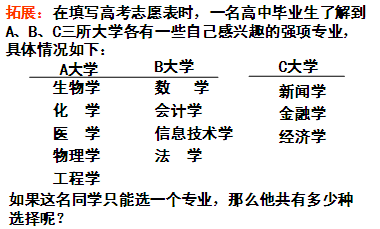 拓展：在填写高考志愿表时，一名高中毕业生了解到
A、B、C三所大学各有一些自己感兴趣的强项专业，
具体情况如下：
A大学 B大学 C大学
生物学 数 学 新闻学
化 学 会计学 金融学
医 学 信息技术学 经济学
物理学 法 学
工程学
如果这名同学只能选一个专业，那么他共有多少种
选择呢？